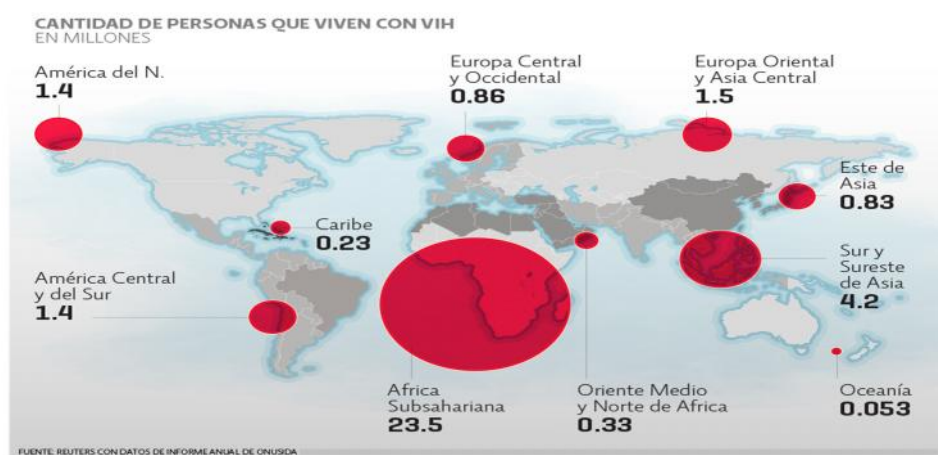 CANTIDAD DE PERSONAS QUE VIVEN CON VIH
EN MILLONES
América del N.
1.4
Europa Central
y Occidental
0.86
Europa Oriental
y Asia Central
1.5
Este de
Asia
0.83
Caribe
0.23
Sur y
Sureste
de Asia
4.2
América Central
y del Sur
1.4
Africa
Subsahariana
23.5
Oriente Medio
y Norte de Africa
0.33
Oceanía
0.053
FUENTE: REUTERS CON DATOS DE INFORME ANUAL DE ONUSIDA